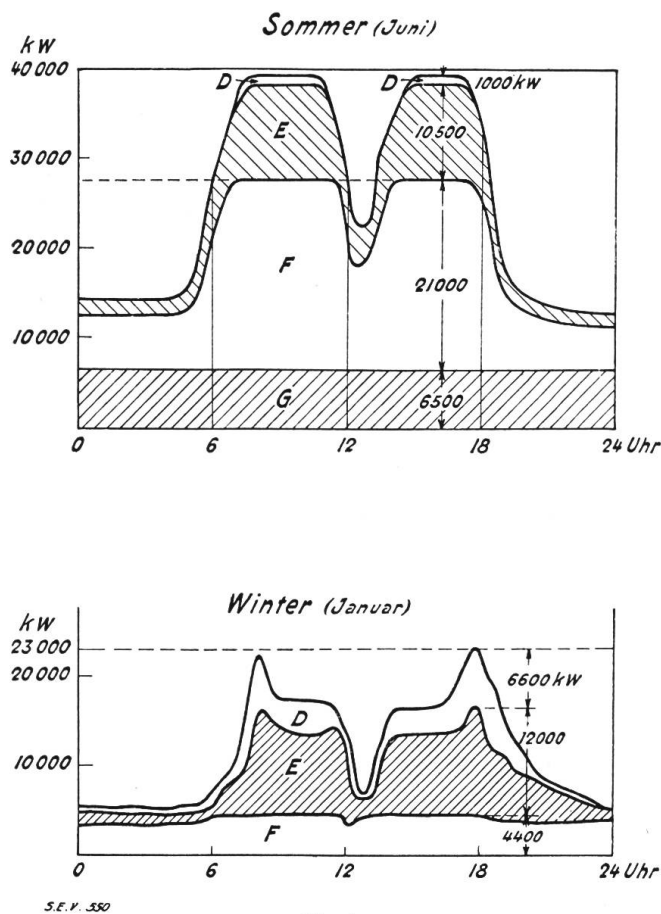 Sommer (Juni)
kW
40 000
D
D
1000 kW
E
10 500
30 000
20 000
F
21000
10 000
G
6500
0
6
12
18
24 Uhr
Winter (Januar)
kW
23 000
20 000
6600 kW
D
12000
10 000
E
F
4400
0
6
12
18
24 Uhr
S.E.V. 550